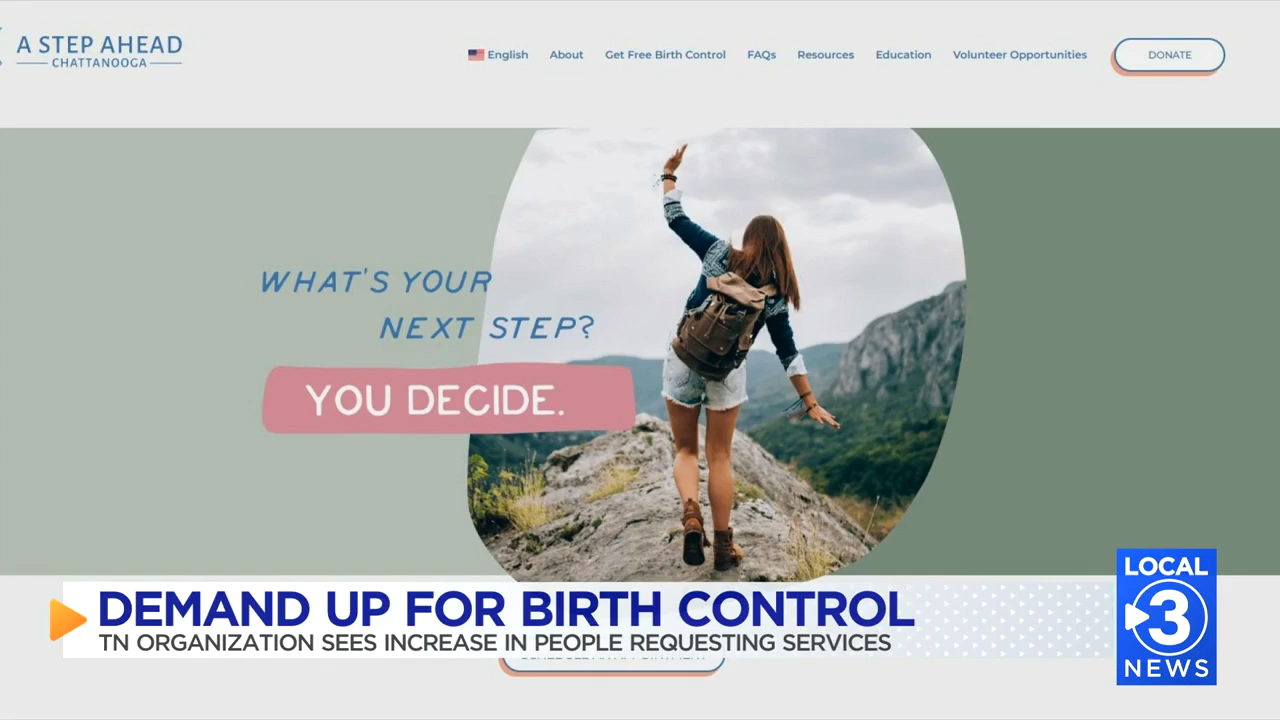 A STEP AHEAD
CHATTANOOGA
English About Get Free Birth Control FAQs Resources Education Volunteer Opportunities DONATE
WHAT'S YOUR
NEXT STEP?
YOU DECIDE.
DEMAND UP FOR BIRTH CONTROL
TN ORGANIZATION SEES INCREASE IN PEOPLE REQUESTING SERVICES
LOCAL
3
NEWS